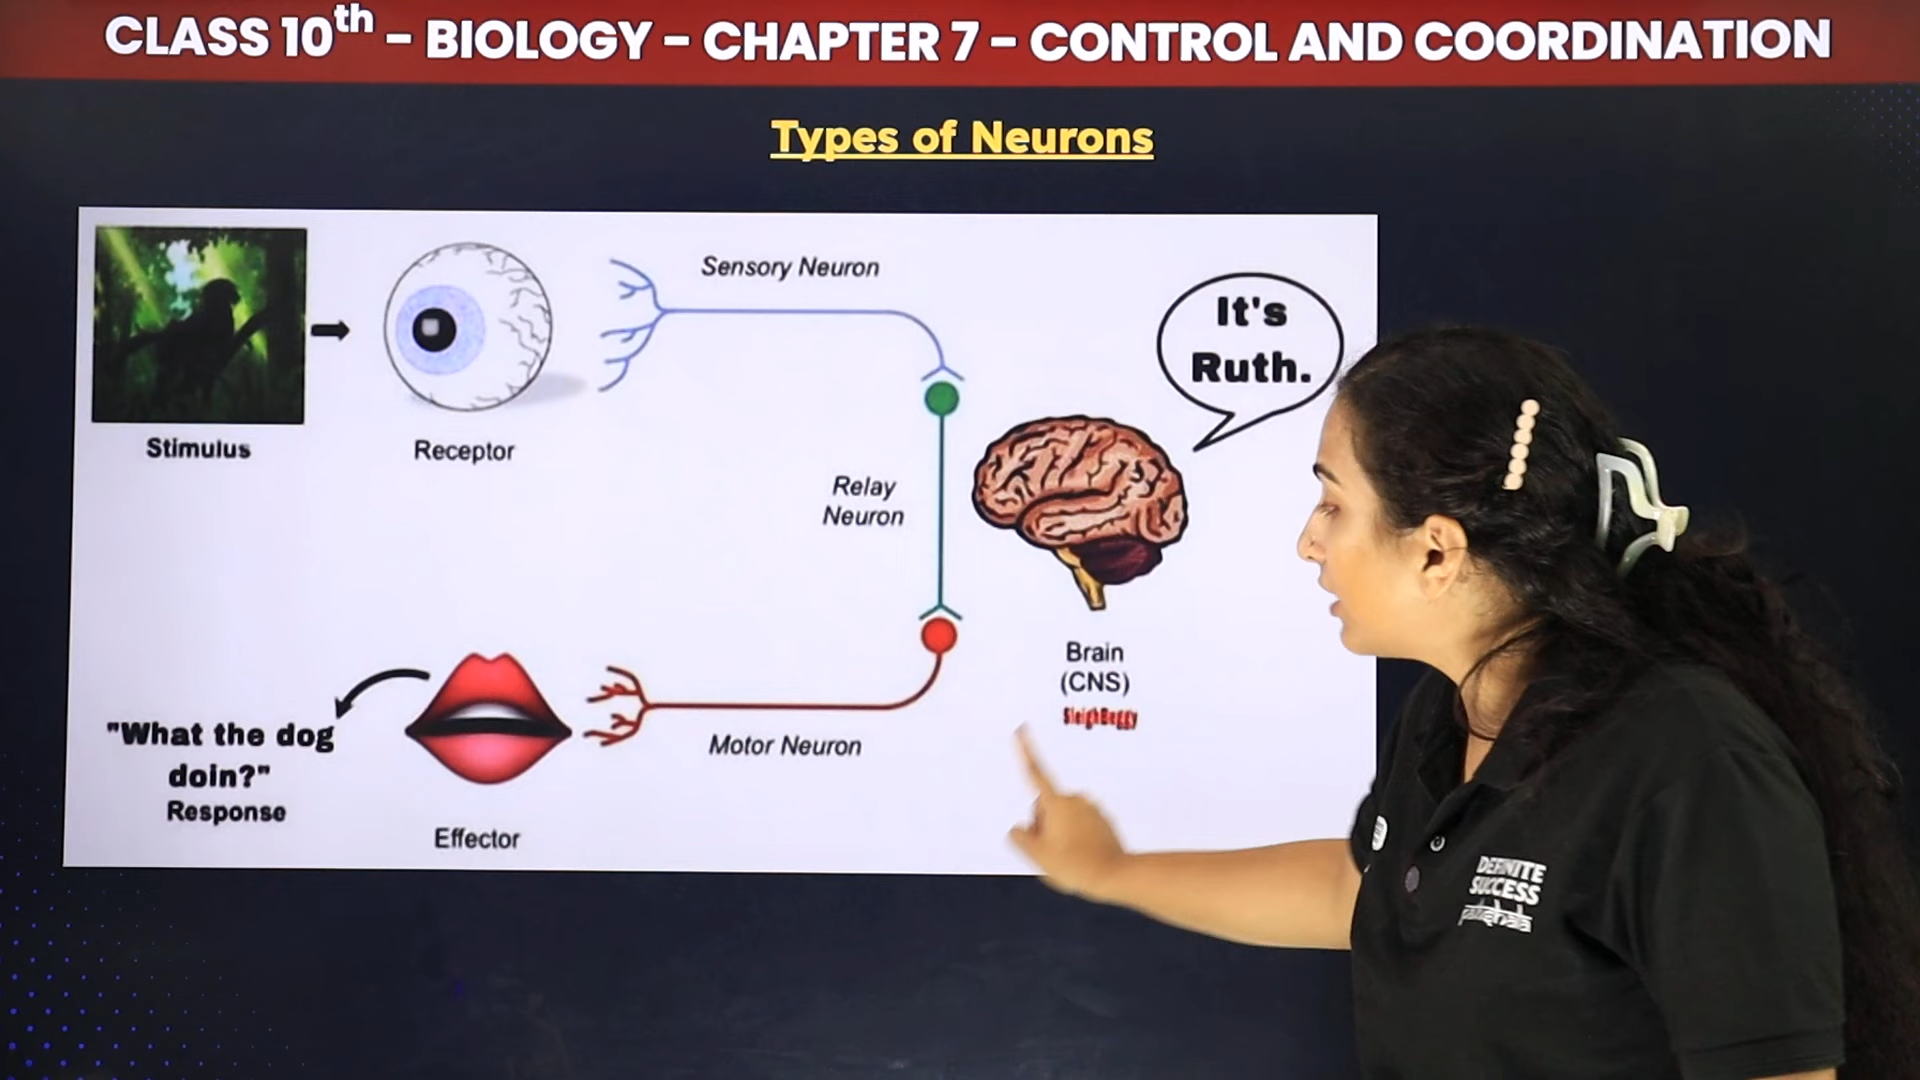 CLASS 10th - BIOLOGY - CHAPTER 7 - CONTROL AND COORDINATION
Types of Neurons
Sensory Neuron
It's
Ruth.
Stimulus
Receptor
Relay
Neuron
Brain
(CNS)
SleighBeggy
"What the dog
doin?"
Response
Motor Neuron
Effector
DEFINITE
SUCCESS